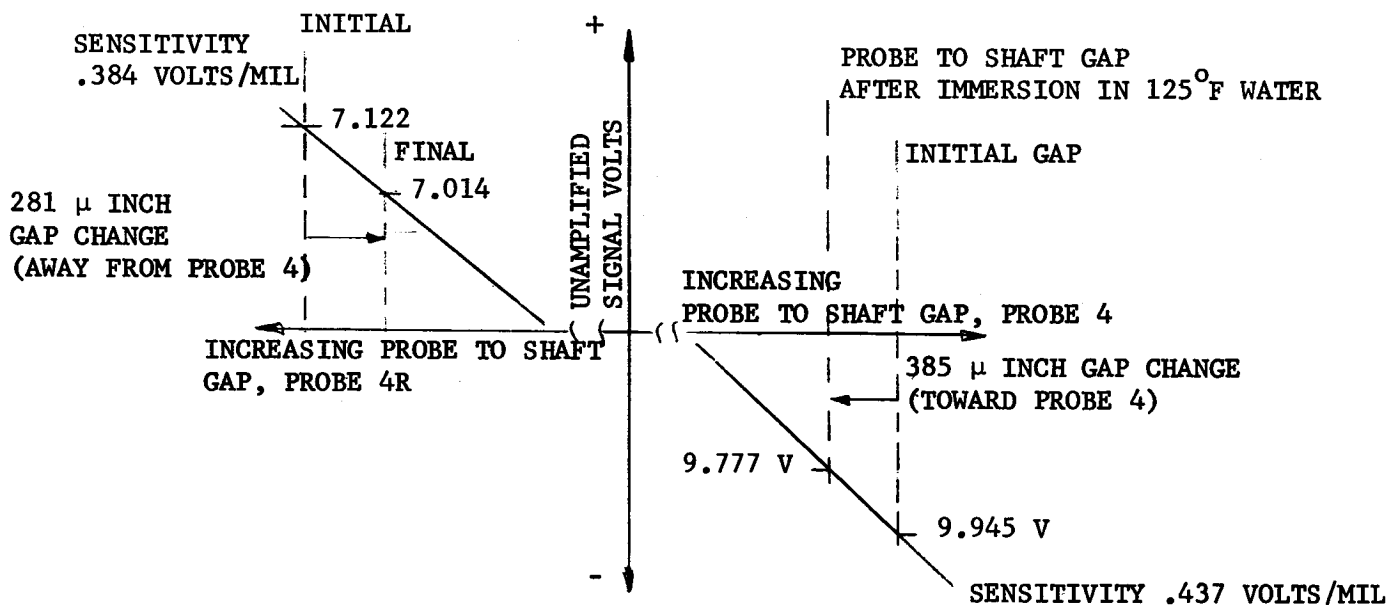 INITIAL
SENSITIVITY
.384 VOLTS/MIL
7.122
FINAL
7.014
281 μ INCH
GAP CHANGE
(AWAY FROM PROBE 4)
INCREASING PROBE TO SHAFT
GAP, PROBE 4R
+
UNAMPLIFIED
SIGNAL VOLTS
-
PROBE TO SHAFT GAP
AFTER IMMERSION IN 125°F WATER
INITIAL GAP
INCREASING
PROBE TO SHAFT GAP, PROBE 4
385 μ INCH GAP CHANGE
(TOWARD PROBE 4)
9.777 V
9.945 V
SENSITIVITY .437 VOLTS/MIL